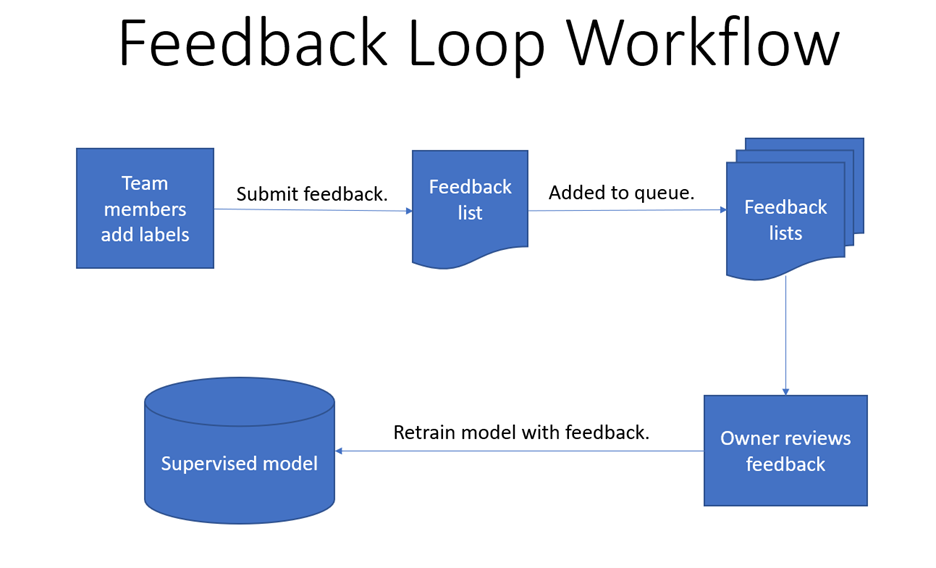 Feedback Loop Workflow
Team
members
add labels
Submit feedback.
Feedback
list
Added to queue.
Feedback
lists
Owner reviews
feedback
Retrain model with feedback.
Supervised model